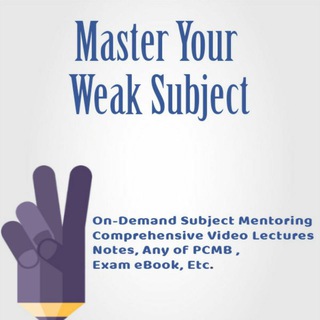 Master Your
Weak Subject
On-Demand Subject Mentoring
Comprehensive Video Lectures
Notes, Any of PCMB ,
Exam eBook, Etc.